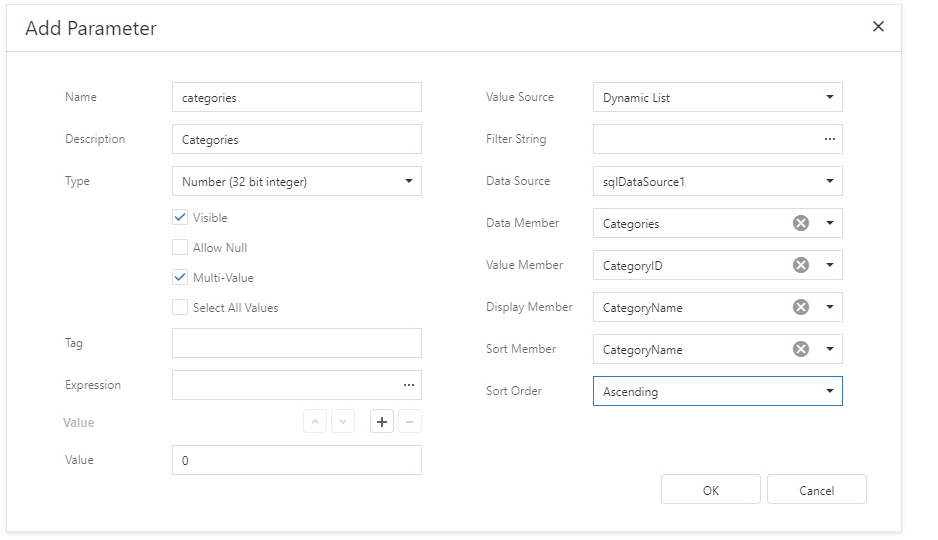 Add Parameter
Name
categories
Description
Categories
Type
Number (32 bit integer)
Visible
Allow Null
Multi-Value
Select All Values
Tag
Expression
...
Value
Value
0
Value Source
Dynamic List
Filter String
...
Data Source
sqlDataSource1
Data Member
Categories
Value Member
CategoryID
Display Member
CategoryName
Sort Member
CategoryName
Sort Order
Ascending
OK
Cancel